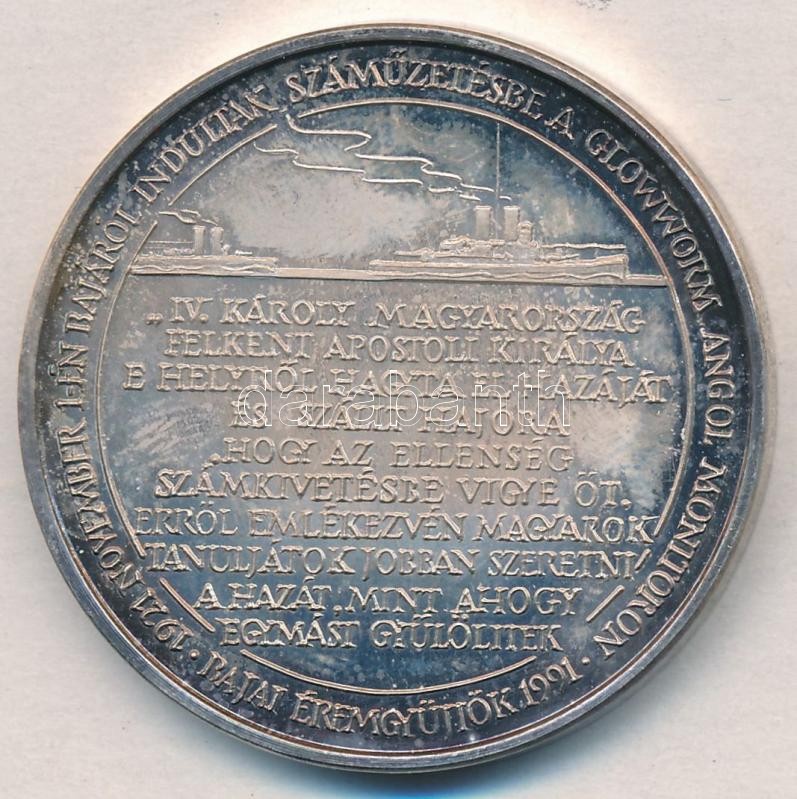 1921 NOVEMBER 1-ÉN BAJÁRÓL INDULTAK SZÁMŰZETÉSBE A GLOWWORM ANGOL MONITORON
„IV. KÁROLY MAGYARORSZÁG
FELKENT APOSTOLI KIRÁLYA
E HELYRŐL HAGYTA EL HAZÁJÁT
ÉS SZÁLLT HAJÓRA
HOGY AZ ELLENSÉG
SZÁMKIVETÉSBE VIGYE ŐT.
ERRŐL EMLÉKEZVÉN MAGYAROK
TANULJÁTOK JOBBAN SZERETNI
A HAZÁT, MINT AHOGY
EGYMÁST GYŰLÖLITEK
· BAJAI ÉREMGYŰJTŐK 1991 ·
darabanth